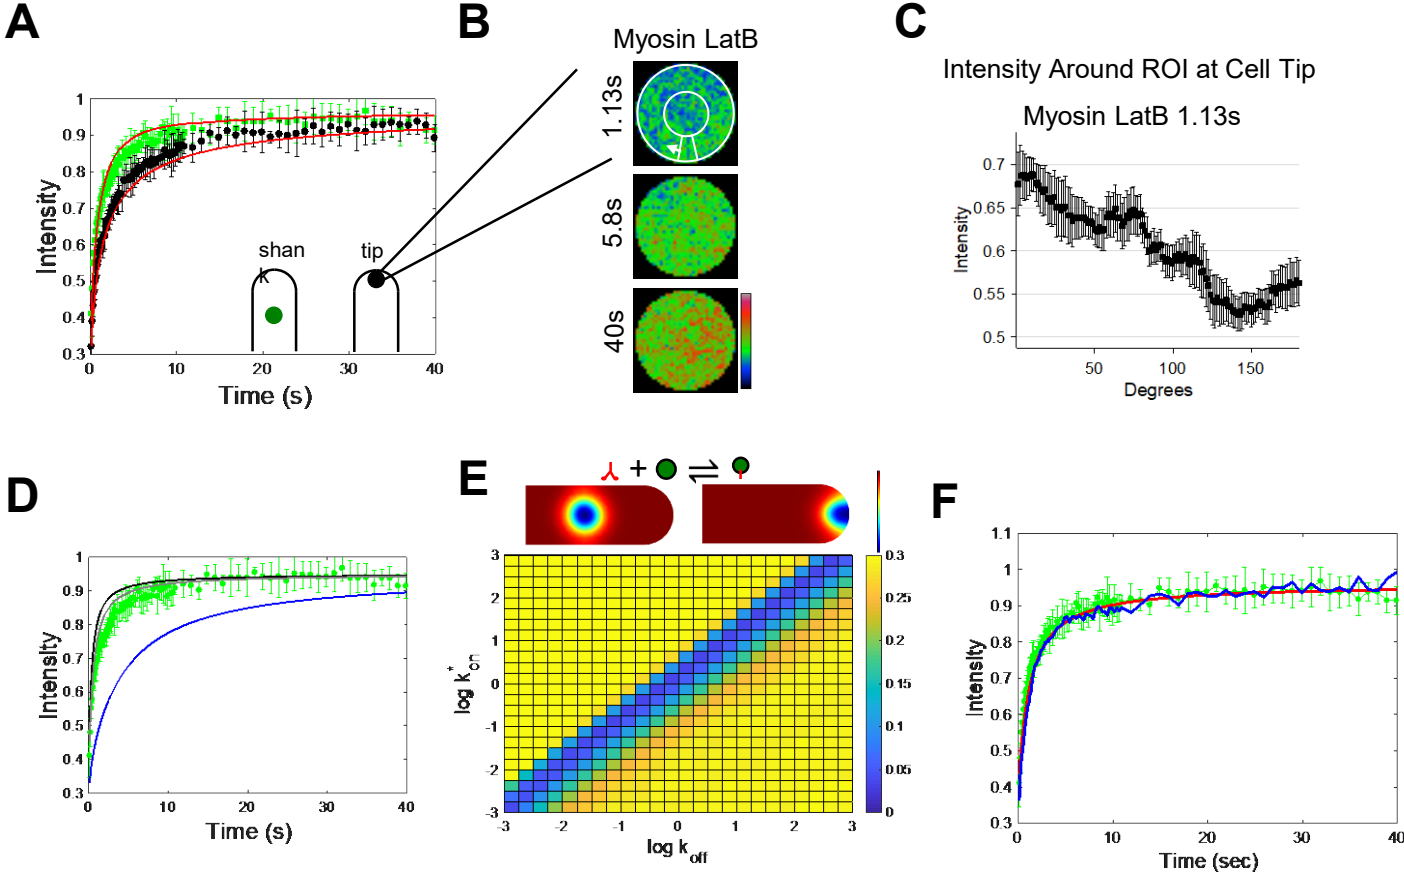 A
Intensity
1
0.9
0.8
0.7
0.6
0.5
0.4
0.3
0
10
20
30
40
Time (s)
shan
k
tip
B
Myosin LatB
1.13s
5.8s
40s
C
Intensity Around ROI at Cell Tip
Myosin LatB 1.13s
Intensity
0.7
0.65
0.6
0.55
0.5
50
100
150
Degrees
D
Intensity
1
0.9
0.8
0.7
0.6
0.5
0.4
0.3
0
10
20
30
40
Time (s)
E
+ ⇌
log k*on
3
2
1
0
-1
-2
-3
-3
-2
-1
0
1
2
3
log koff
0.3
0.25
0.2
0.15
0.1
0.05
0
F
Intensity
1.1
1
0.9
0.8
0.7
0.6
0.5
0.4
0.3
0
10
20
30
40
Time (sec)